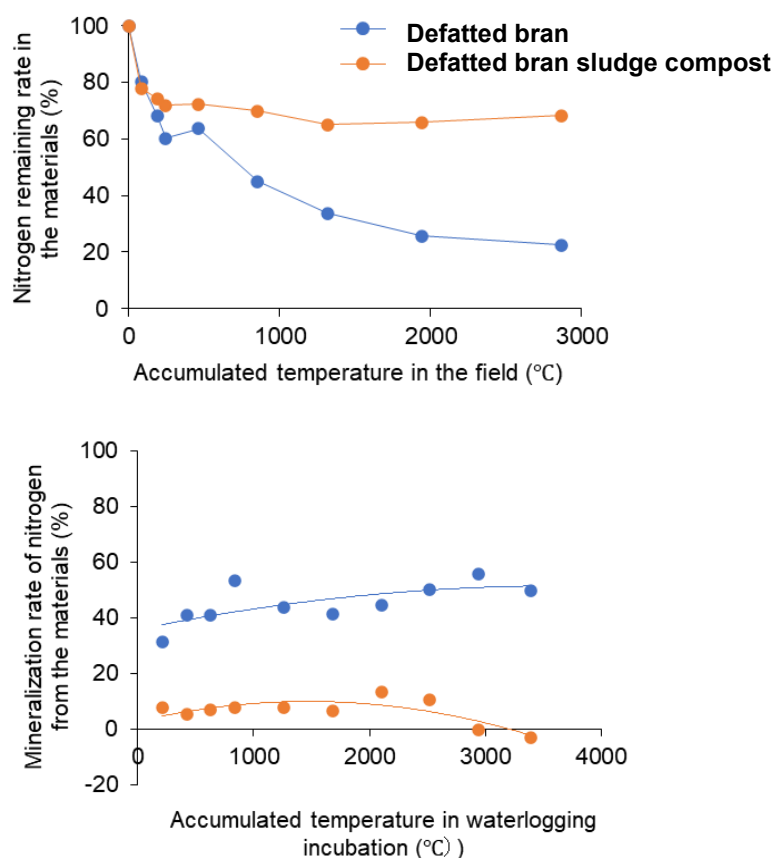 Defatted bran
Defatted bran sludge compost
Nitrogen remaining rate in
the materials (%)
100
80
60
40
20
0
0
1000
2000
3000
Accumulated temperature in the field (℃)
Mineralization rate of nitrogen
from the materials (%)
100
80
60
40
20
0
-20
0
1000
2000
3000
4000
Accumulated temperature in waterlogging
incubation (℃) )